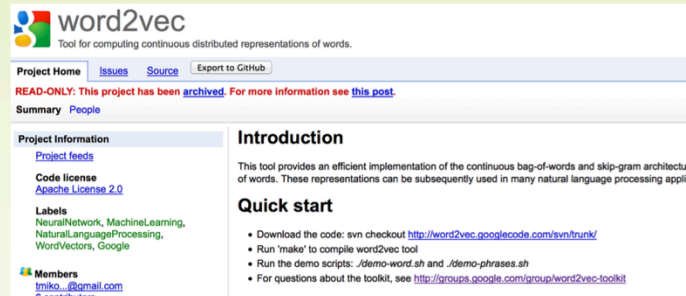 word2vec
Tool for computing continuous distributed representations of words.
Project Home Issues Source Export to GitHub
READ-ONLY: This project has been archived. For more information see this post.
Summary People
Project Information
Project feeds
Code license
Apache License 2.0
Labels
NeuralNetwork, MachineLearning,
NaturalLanguageProcessing,
WordVectors, Google
Members
tmiko...@gmail.com
6 contributors
Introduction
This tool provides an efficient implementation of the continuous bag-of-words and skip-gram architectu
of words. These representations can be subsequently used in many natural language processing appli
Quick start
• Download the code: svn checkout http://word2vec.googlecode.com/svn/trunk/
• Run 'make' to compile word2vec tool
• Run the demo scripts: ./demo-word.sh and ./demo-phrases.sh
• For questions about the toolkit, see http://groups.google.com/group/word2vec-toolkit